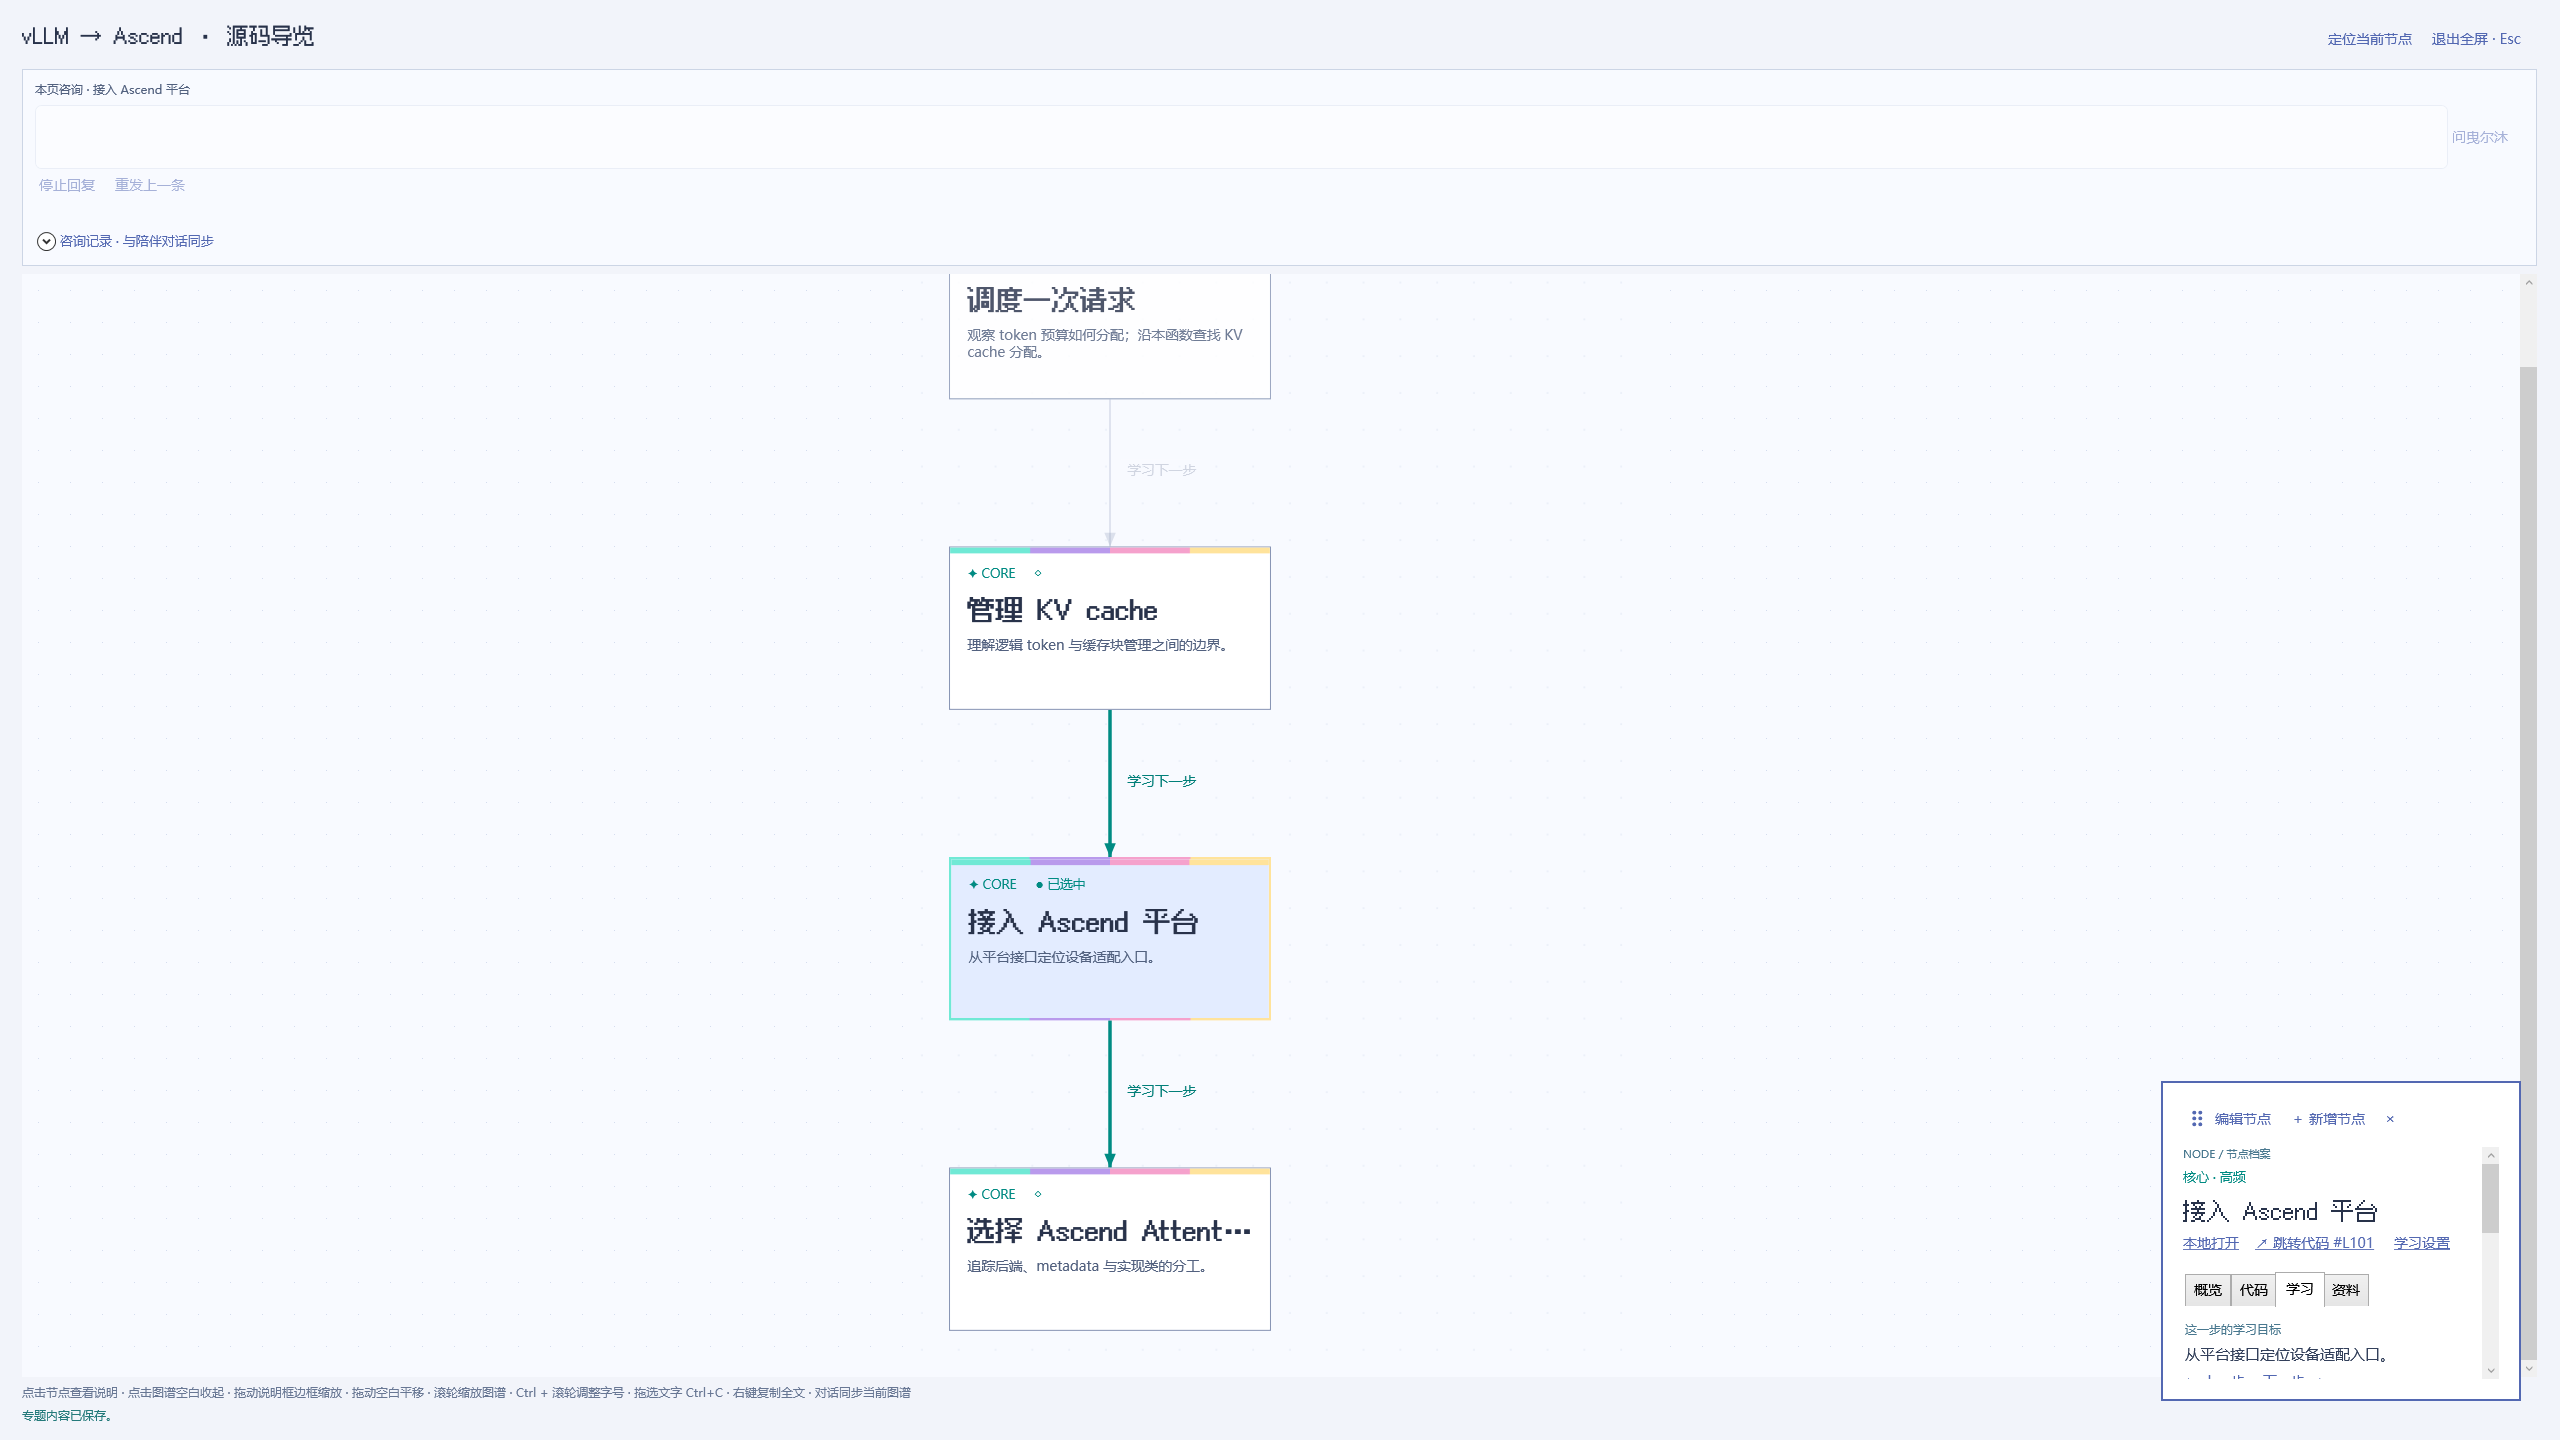 vLLM → Ascend · 源码导览
定位当前节点 退出全屏 · Esc
本页咨询 · 接入 Ascend 平台
问曳尔沐
停止回复 重发上一条
咨询记录 · 与陪伴对话同步
调度一次请求
观察 token 预算如何分配；沿本函数查找 KV
cache 分配。
学习下一步
✦ CORE ◇
管理 KV cache
理解逻辑 token 与缓存块管理之间的边界。
学习下一步
✦ CORE ● 已选中
接入 Ascend 平台
从平台接口定位设备适配入口。
学习下一步
✦ CORE ◇
选择 Ascend Attent…
追踪后端、metadata 与实现类的分工。
编辑节点 + 新增节点 ×
NODE / 节点档案
核心 · 高频
接入 Ascend 平台
本地打开 ↗ 跳转代码 #L101 学习设置
概览 代码 学习 资料
这一步的学习目标
从平台接口定位设备适配入口。
点击节点查看说明 · 点击图谱空白收起 · 拖动说明框边框缩放 · 拖动空白平移 · 滚轮缩放图谱 · Ctrl + 滚轮调整字号 · 拖选文字 Ctrl+C · 右键复制全文 · 对话同步当前图谱
专题内容已保存。